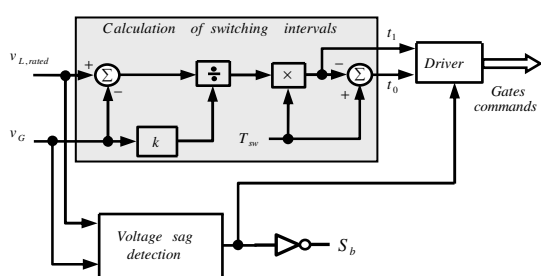 Calculation of switching intervals
v_{L,rated}
+
Σ
−
÷
×
−
Σ
+
t_1
t_0
Driver
Gates
commands
v_G
k
T_{sw}
Voltage sag
detection
S_b